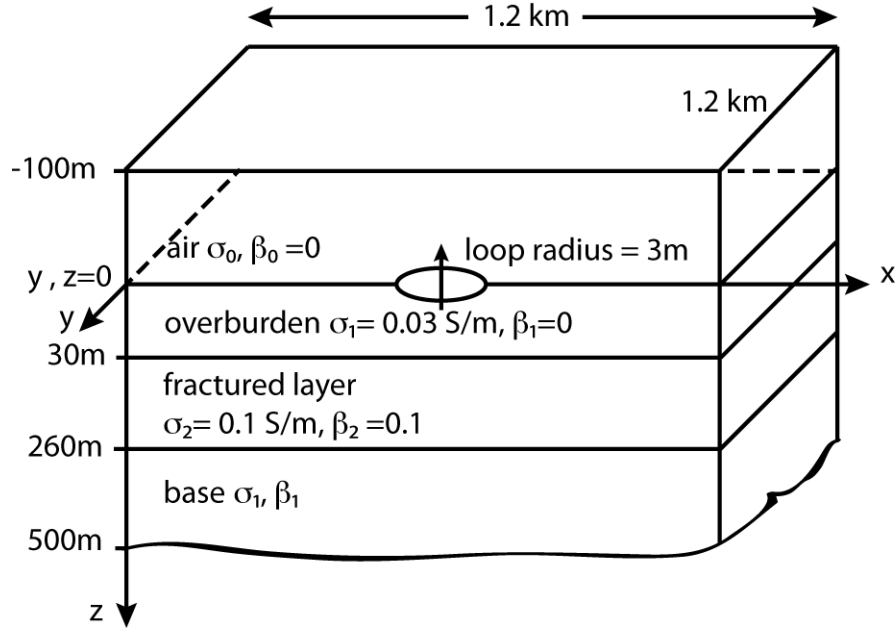 1.2 km
1.2 km
-100m
air σ₀, β₀ =0
loop radius = 3m
y , z=0
x
y
overburden σ₁= 0.03 S/m, β₁=0
30m
fractured layer
σ₂= 0.1 S/m, β₂ =0.1
260m
base σ₁, β₁
500m
z